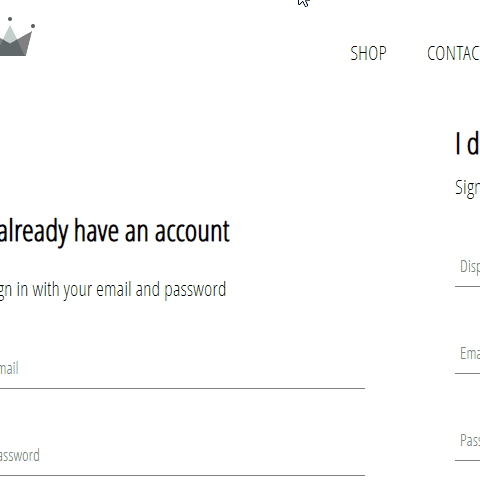 SHOP CONTAC
already have an account
gn in with your email and password
mail
assword
I d
Sign
Disp
Ema
Pass